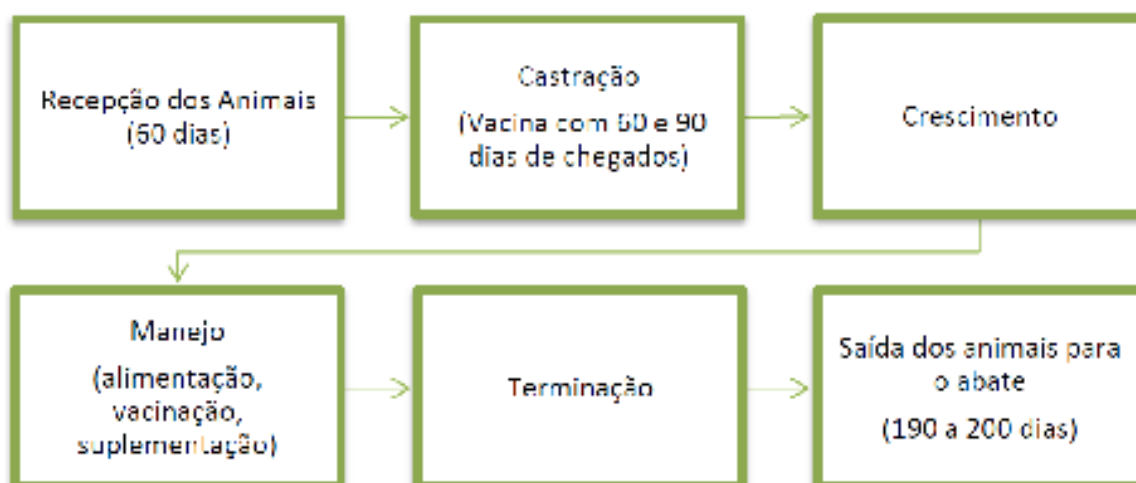 Recepção dos Animais
(60 dias)
Castração
(Vacina com 60 e 90
dias de chegados)
Crescimento
Manejo
(alimentação,
vacinação,
suplementação)
Terminação
Saída dos animais para
o abate
(190 a 200 dias)